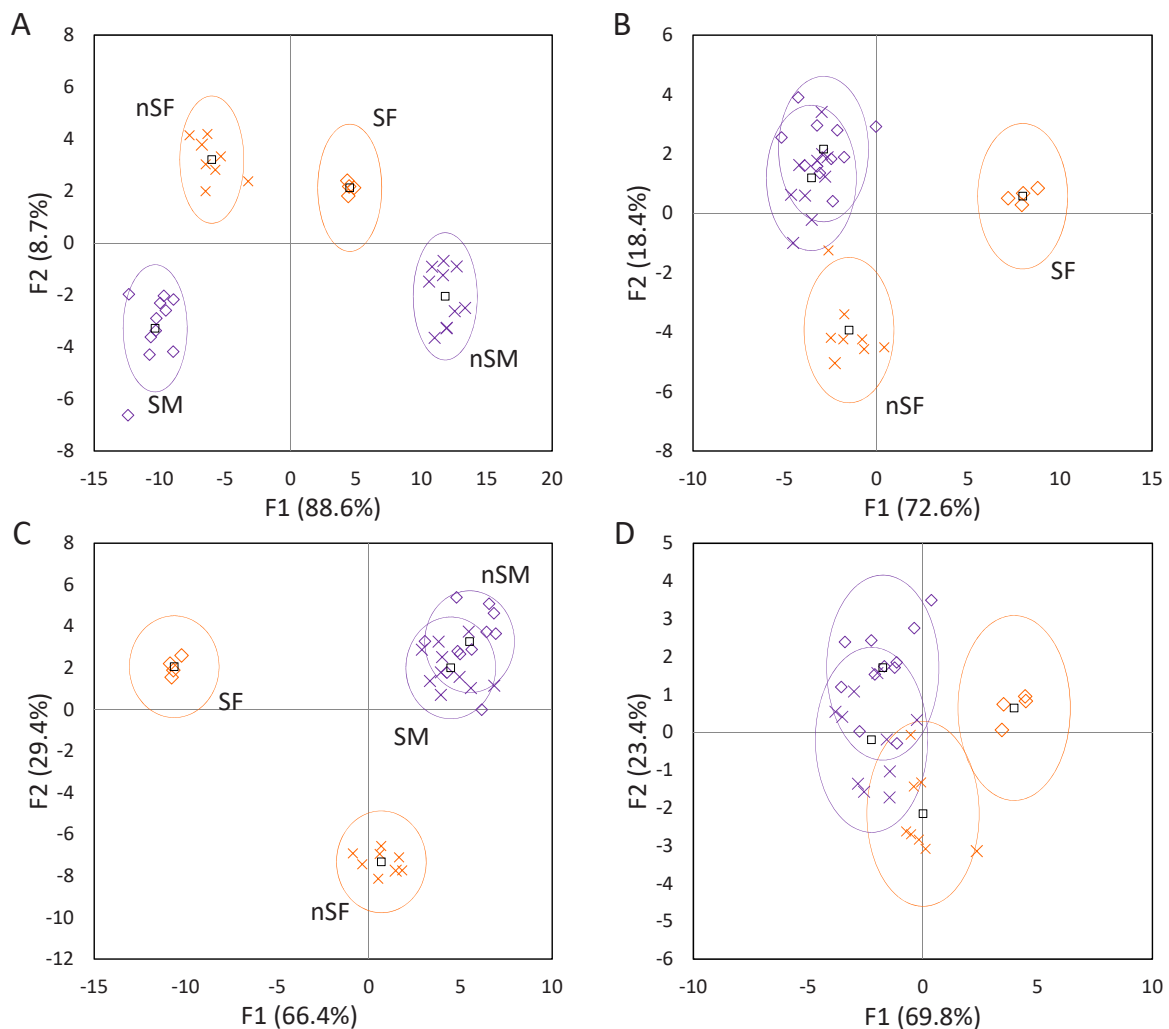 A
8
6
4
2
0
-2
-4
-6
-8
-15
-10
-5
0
5
10
15
20
F2 (8.7%)
F1 (88.6%)
nSF
SF
SM
nSM
B
6
4
2
0
-2
-4
-6
-8
-10
-5
0
5
10
15
F2 (18.4%)
F1 (72.6%)
SF
nSF
C
8
6
4
2
0
-2
-4
-6
-8
-10
-12
-15
-10
-5
0
5
10
F2 (29.4%)
F1 (66.4%)
nSM
SF
SM
nSF
D
5
4
3
2
1
0
-1
-2
-3
-4
-5
-6
-10
-5
0
5
10
F2 (23.4%)
F1 (69.8%)